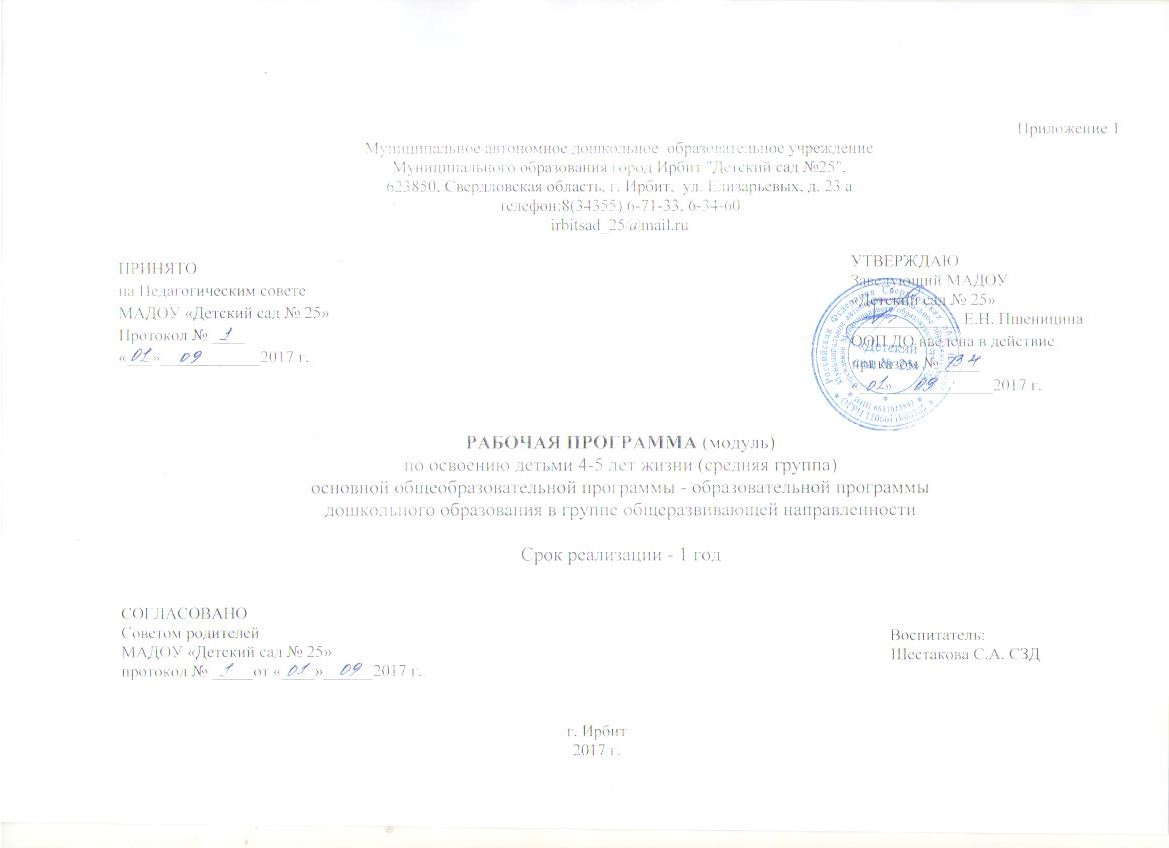 Приложение 1
Муниципальное автономное дошкольное образовательное учреждение
Муниципального образования город Ирбит "Детский сад №25",
623850, Свердловская область, г. Ирбит, ул. Елизарьевых, д. 23 а
телефон:8(34355) 6-71-33, 6-34-60
irbitsad_25@mail.ru
ПРИНЯТО
на Педагогическим совете
МАДОУ «Детский сад № 25»
Протокол № 1
«01» 09 2017 г.
УТВЕРЖДАЮ
Заведующий МАДОУ
"Детский сад № 25»
Е.Н. Пшеницина
ООП ДО введена в действие
приказом №
«01» 09 2017 г.
РАБОЧАЯ ПРОГРАММА (модуль)
по освоению детьми 4-5 лет жизни (средняя группа)
основной общеобразовательной программы - образовательной программы
дошкольного образования в группе общеразвивающей направленности
Срок реализации - 1 год
СОГЛАСОВАНО
Советом родителей
МАДОУ «Детский сад № 25»
протокол № 1 от «01» 09 2017 г.
Воспитатель:
Шестакова С.А. СЗД
г. Ирбит
2017 г.